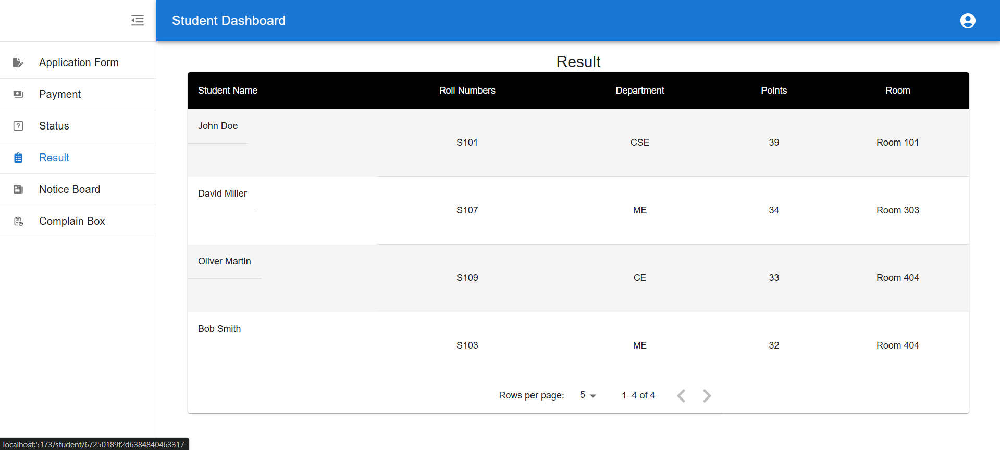 Student Dashboard
Application Form
Payment
Status
Result
Notice Board
Complain Box
Result
Student Name Roll Numbers Department Points Room
John Doe S101 CSE 39 Room 101
David Miller S107 ME 34 Room 303
Oliver Martin S109 CE 33 Room 404
Bob Smith S103 ME 32 Room 404
Rows per page: 5 1–4 of 4
localhost:5173/student/67250189f2d6384840463317